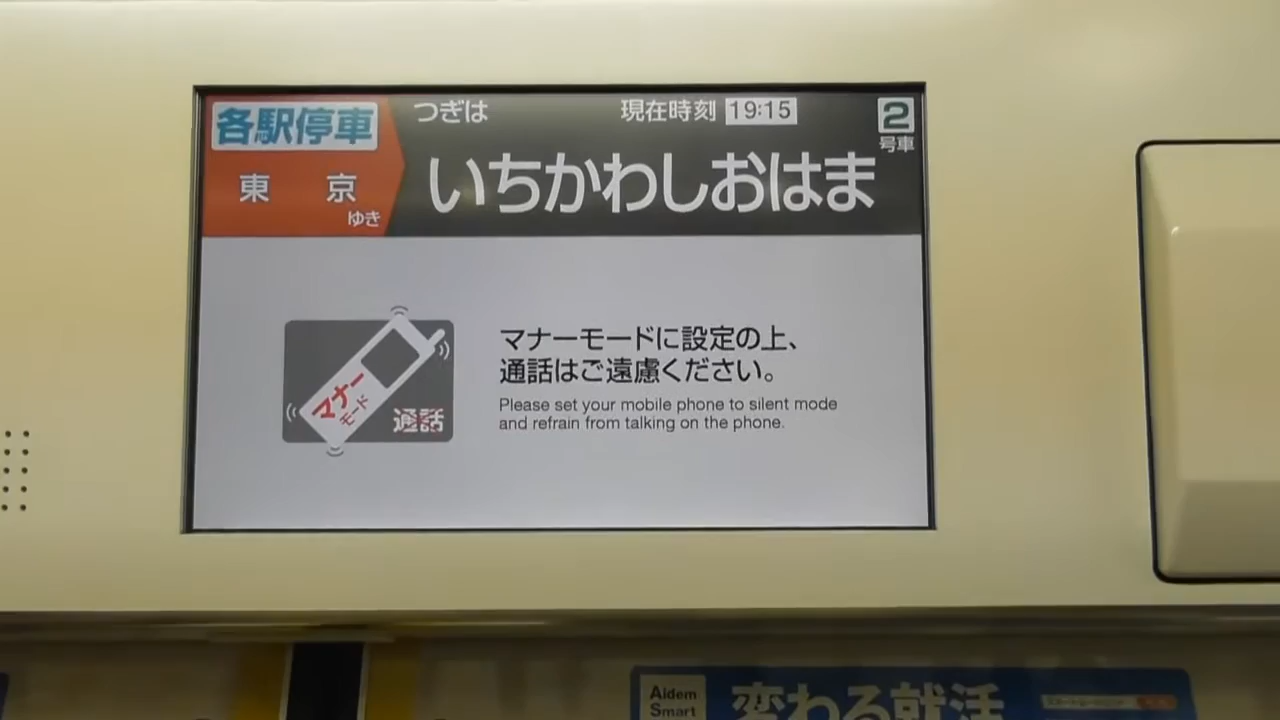 各駅停車
東京
ゆき
つぎは
現在時刻 19:15
2
号車
いちかわしおはま
マナーモード
通話
マナーモードに設定の上、
通話はご遠慮ください。
Please set your mobile phone to silent mode
and refrain from talking on the phone.
Aidem
Smart
変わる就活